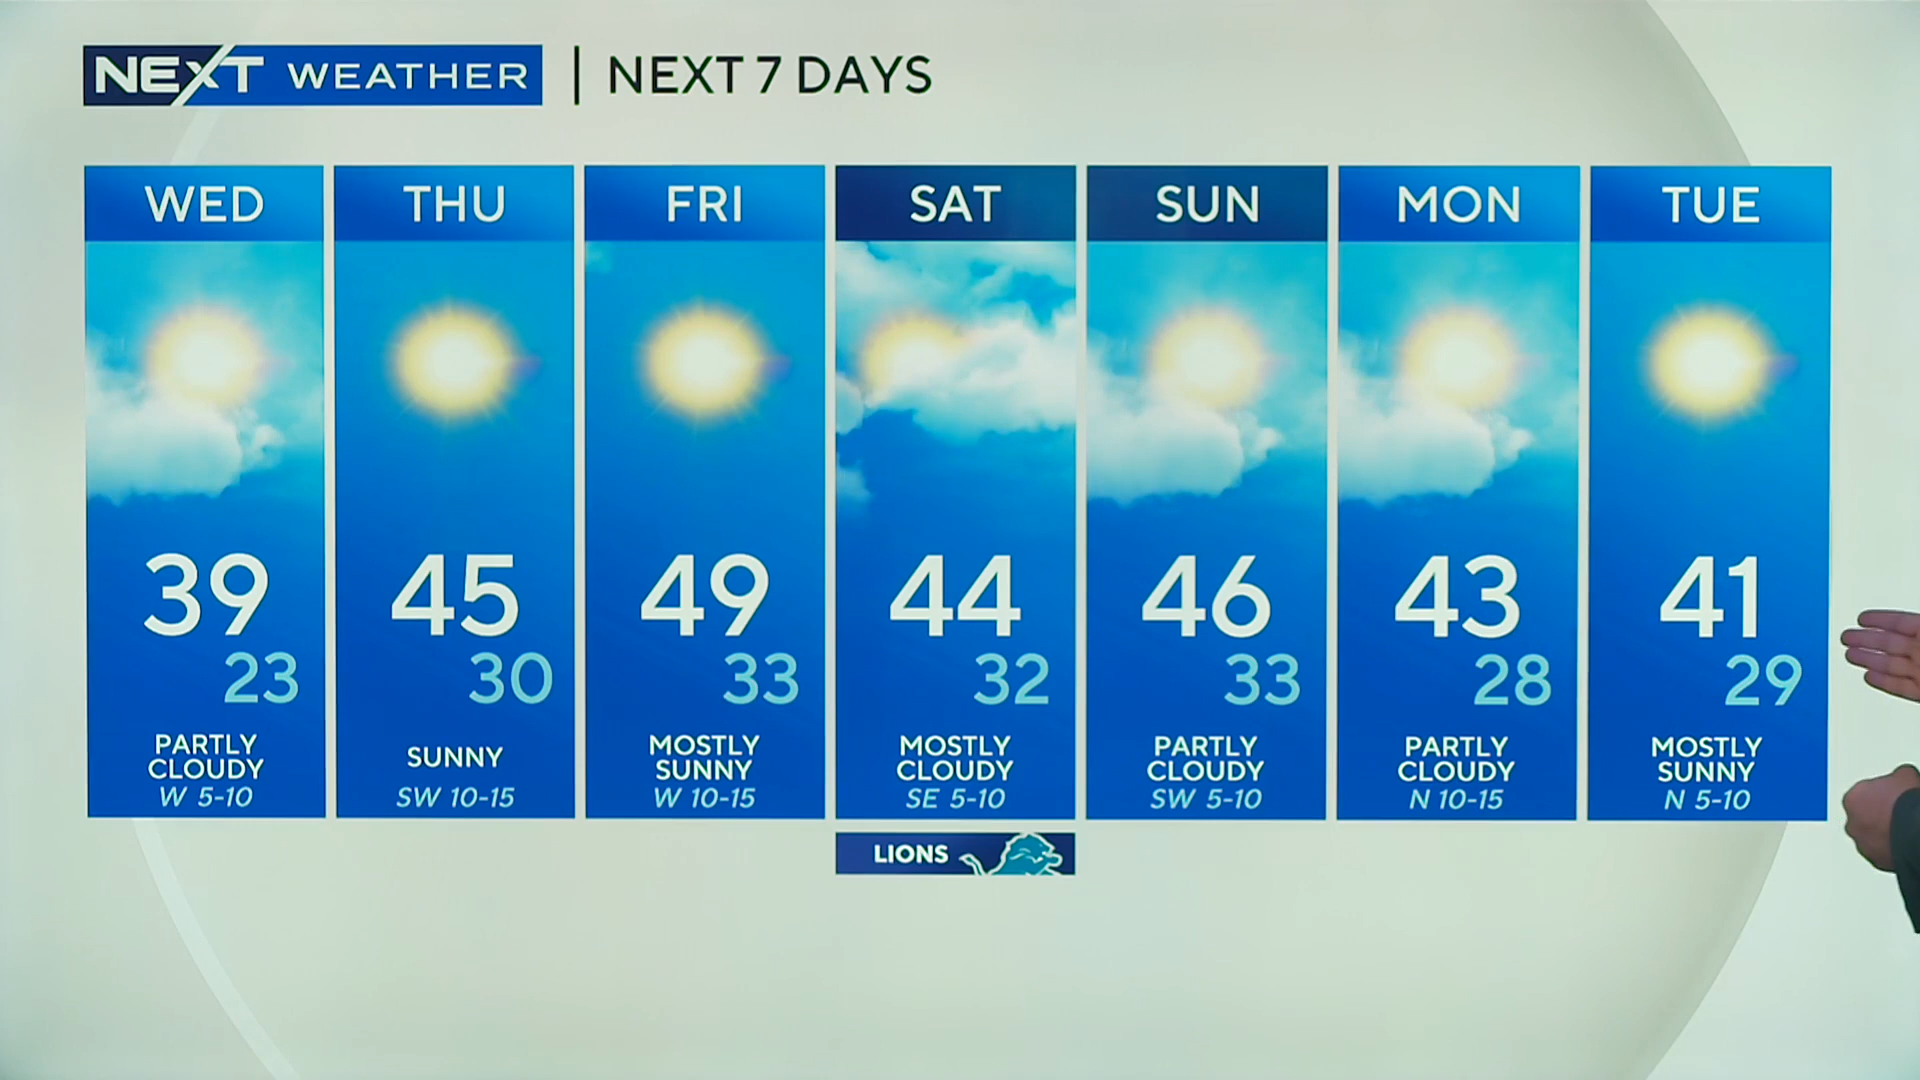 NEXT WEATHER | NEXT 7 DAYS
WED
39
23
PARTLY
CLOUDY
W 5-10
THU
45
30
SUNNY
SW 10-15
FRI
49
33
MOSTLY
SUNNY
W 10-15
SAT
44
32
MOSTLY
CLOUDY
SE 5-10
LIONS
SUN
46
33
PARTLY
CLOUDY
SW 5-10
MON
43
28
PARTLY
CLOUDY
N 10-15
TUE
41
29
MOSTLY
SUNNY
N 5-10